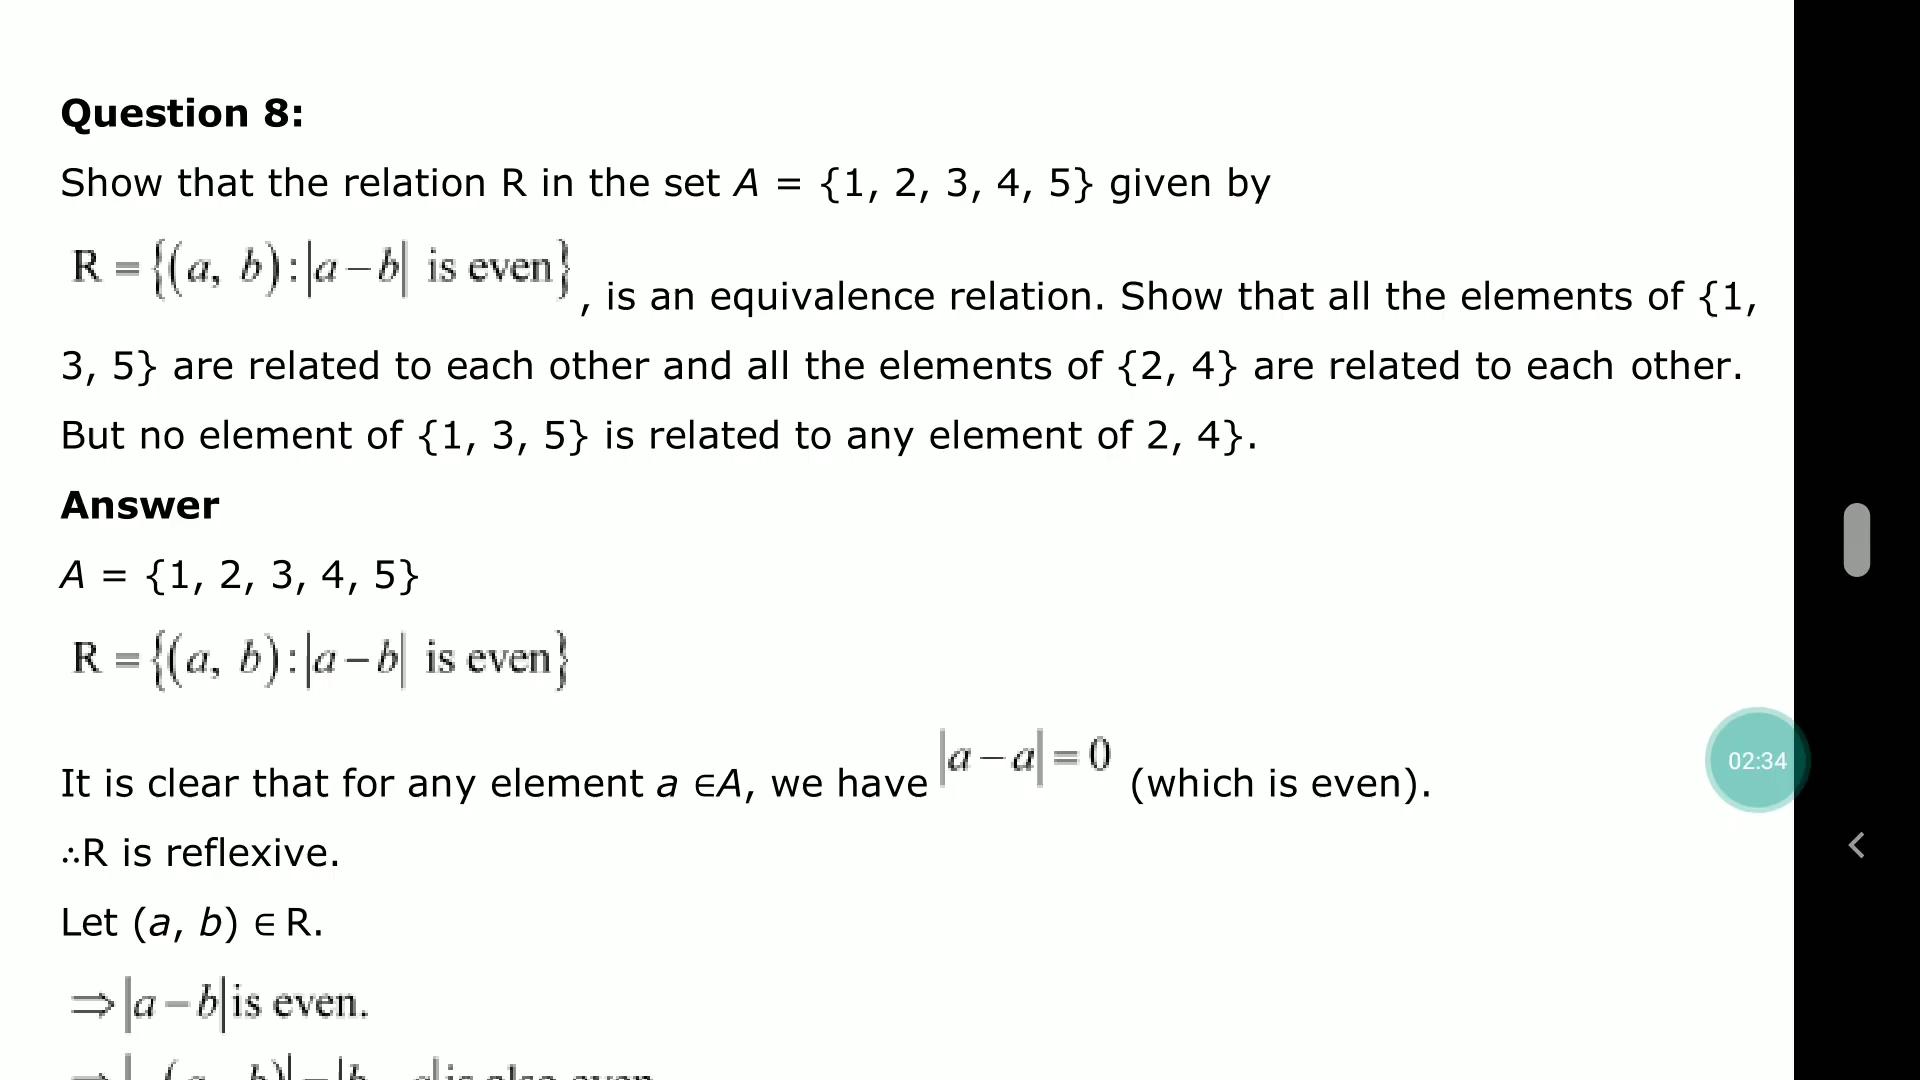 Question 8:
Show that the relation R in the set A = {1, 2, 3, 4, 5} given by
R = {(a, b) : |a − b| is even}, is an equivalence relation. Show that all the elements of {1,
3, 5} are related to each other and all the elements of {2, 4} are related to each other.
But no element of {1, 3, 5} is related to any element of 2, 4}.
Answer
A = {1, 2, 3, 4, 5}
R = {(a, b) : |a − b| is even}
It is clear that for any element a ∈A, we have |a − a| = 0 (which is even).
∴R is reflexive.
Let (a, b) ∈ R.
⇒ |a − b| is even.
02:34